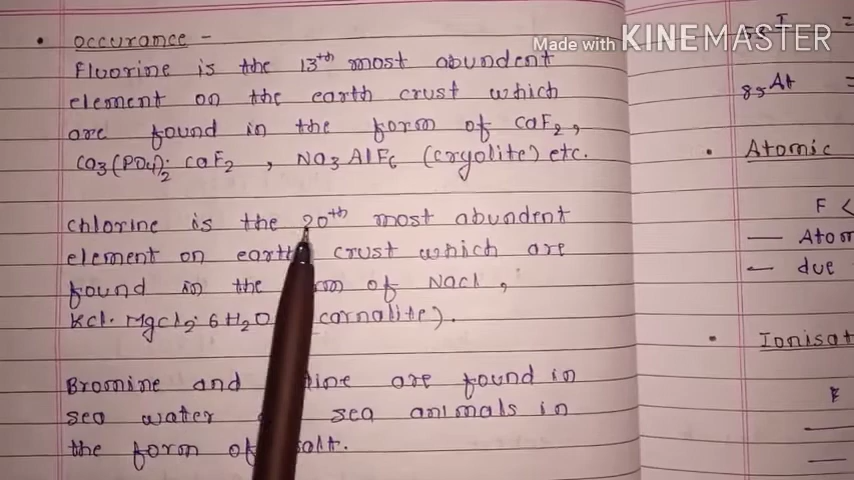 • occurance -
Fluorine is the 13th most abundent
element on the earth crust which
are found in the form of CaF2,
Ca3(PO4)2·CaF2, Na3AlF6 (cryolite) etc.
Chlorine is the 20th most abundent
element on earth crust which are
found in the of NaCl,
KCl·MgCl2·6H2O (carnalite).
Bromine and are found in
sea water sea animals in
the form of salt.
Made with KINEMASTER
53I =
85At =
• Atomic
F <
— Atom
— due
• Ionisat
F